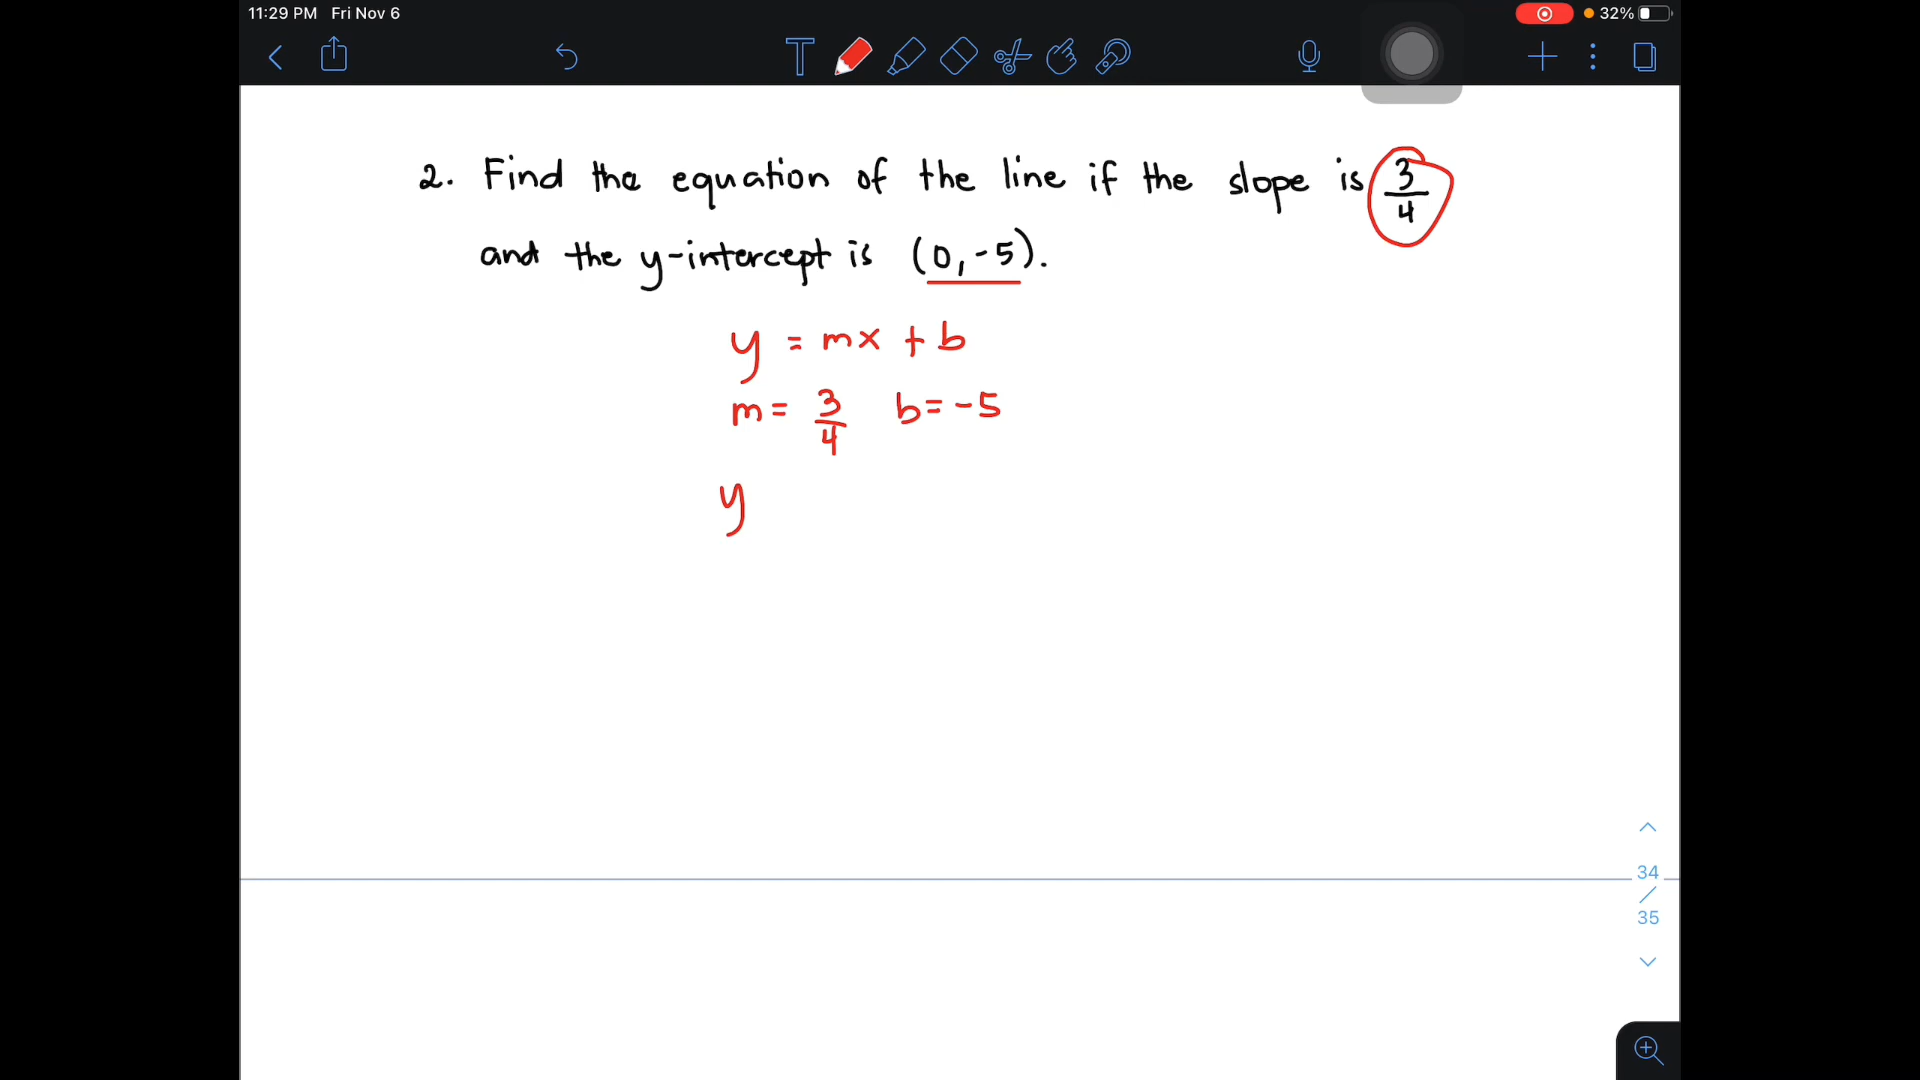 11:29 PM Fri Nov 6
32%
T
2. Find the equation of the line if the slope is 3/4
and the y-intercept is (0, -5).
y = mx + b
m = 3/4 b = -5
y
34
/
35